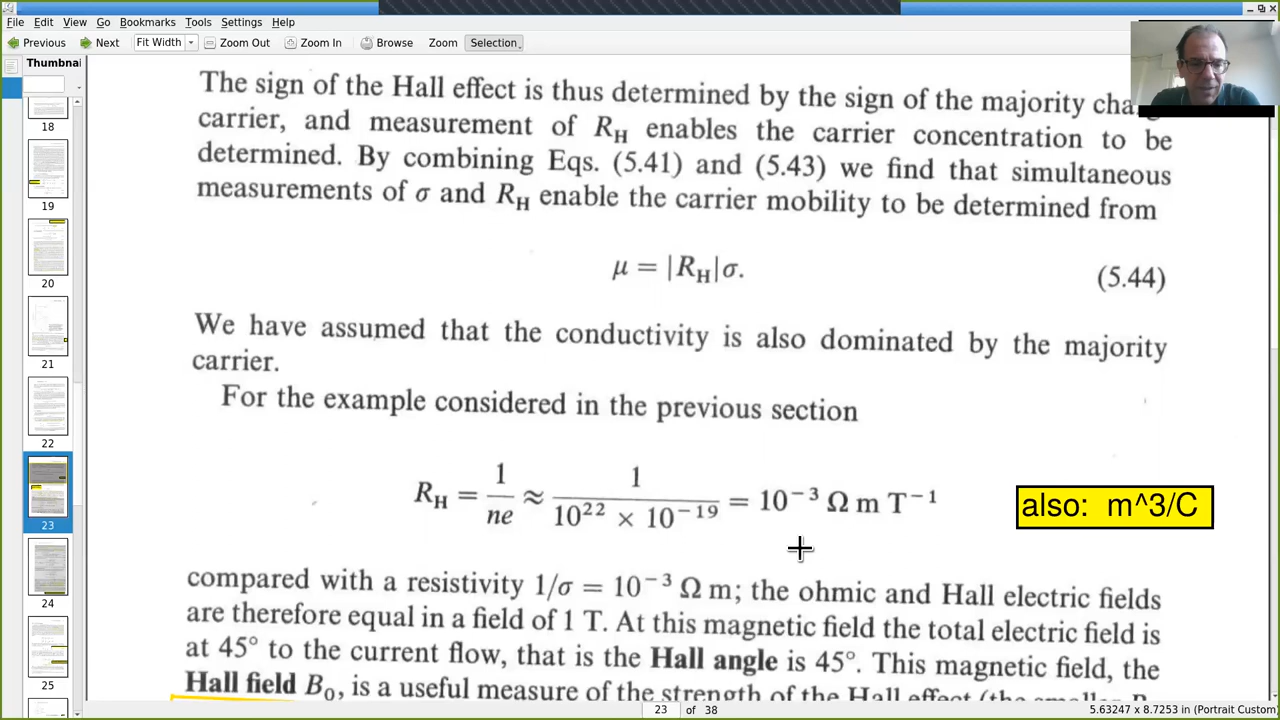 File Edit View Go Bookmarks Tools Settings Help
Previous Next Fit Width Zoom Out Zoom In Browse Zoom Selection
Thumbnai
18
19
20
21
22
23
24
25
The sign of the Hall effect is thus determined by the sign of the majority
carrier, and measurement of R_H enables the carrier concentration to be
determined. By combining Eqs. (5.41) and (5.43) we find that simultaneous
measurements of σ and R_H enable the carrier mobility to be determined from
μ = |R_H|σ. (5.44)
We have assumed that the conductivity is also dominated by the majority
carrier.
For the example considered in the previous section
R_H = 1/ne ≈ 1/(10^22 × 10^−19) = 10^−3 Ω m T^−1
also: m^3/C
compared with a resistivity 1/σ = 10^−3 Ω m; the ohmic and Hall electric fields
are therefore equal in a field of 1 T. At this magnetic field the total electric field is
at 45° to the current flow, that is the Hall angle is 45°. This magnetic field, the
Hall field B_0, is a useful measure of the strength of the Hall effect (the
23 of 38 5.63247 x 8.7253 in (Portrait Custom)